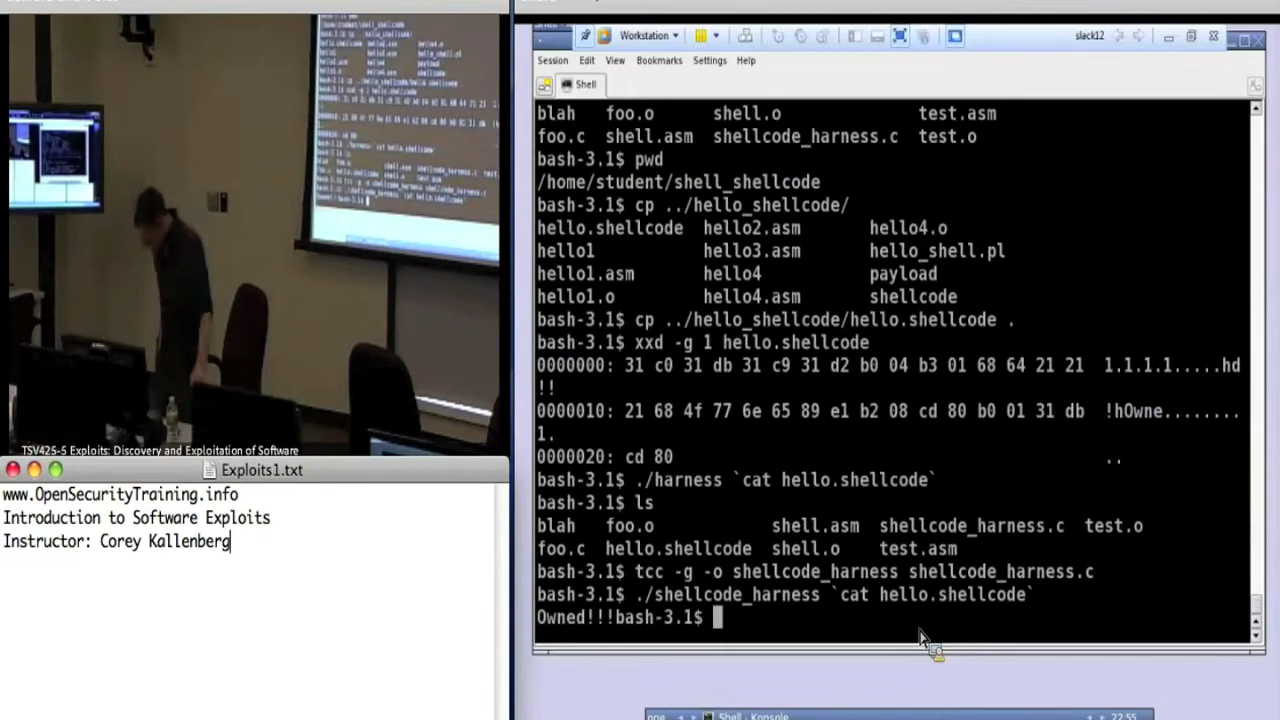 Workstation
slack12
Session Edit View Bookmarks Settings Help
Shell
blah foo.o shell.o test.asm
foo.c shell.asm shellcode_harness.c test.o
bash-3.1$ pwd
/home/student/shell_shellcode
bash-3.1$ cp ../hello_shellcode/
hello.shellcode hello2.asm hello4.o
hello1 hello3.asm hello_shell.pl
hello1.asm hello4 payload
hello1.o hello4.asm shellcode
bash-3.1$ cp ../hello_shellcode/hello.shellcode .
bash-3.1$ xxd -g 1 hello.shellcode
0000000: 31 c0 31 db 31 c9 31 d2 b0 04 b3 01 68 64 21 21 1.1.1.1.....hd
!!
0000010: 21 68 4f 77 6e 65 89 e1 b2 08 cd 80 b0 01 31 db !hOwne........
1.
0000020: cd 80 ..
bash-3.1$ ./harness `cat hello.shellcode`
bash-3.1$ ls
blah foo.o shell.asm shellcode_harness.c test.o
foo.c hello.shellcode shell.o test.asm
bash-3.1$ tcc -g -o shellcode_harness shellcode_harness.c
bash-3.1$ ./shellcode_harness `cat hello.shellcode`
Owned!!!bash-3.1$
Shell - Konsole
22:55
TSV425-5 Exploits: Discovery and Exploitation of Software
Exploits1.txt
www.OpenSecurityTraining.info
Introduction to Software Exploits
Instructor: Corey Kallenberg